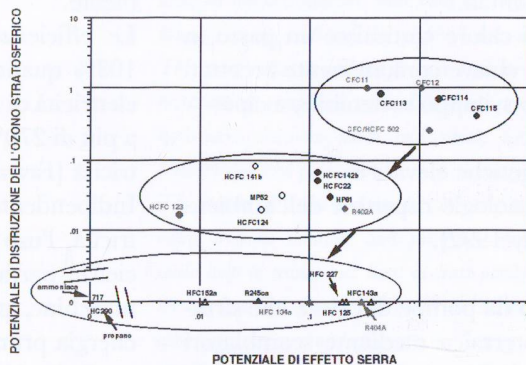 POTENZIALE DI DISTRUZIONE DELL'OZONO STRATOSFERICO
10
1
.1
.01
CFC11
CFC12
CFC113
CFC114
CFC115
CFC/HCFC 502
HCFC 141b
HCFC142b
HCFC22
MP52
HP81
R402A
HCFC 123
HCFC124
ammoniaca
717
HC290
propano
HFC152a
R245ca
HFC 134a
HFC 227
HFC 125
HFC143a
R404A
.01
.1
1
10
POTENZIALE DI EFFETTO SERRA